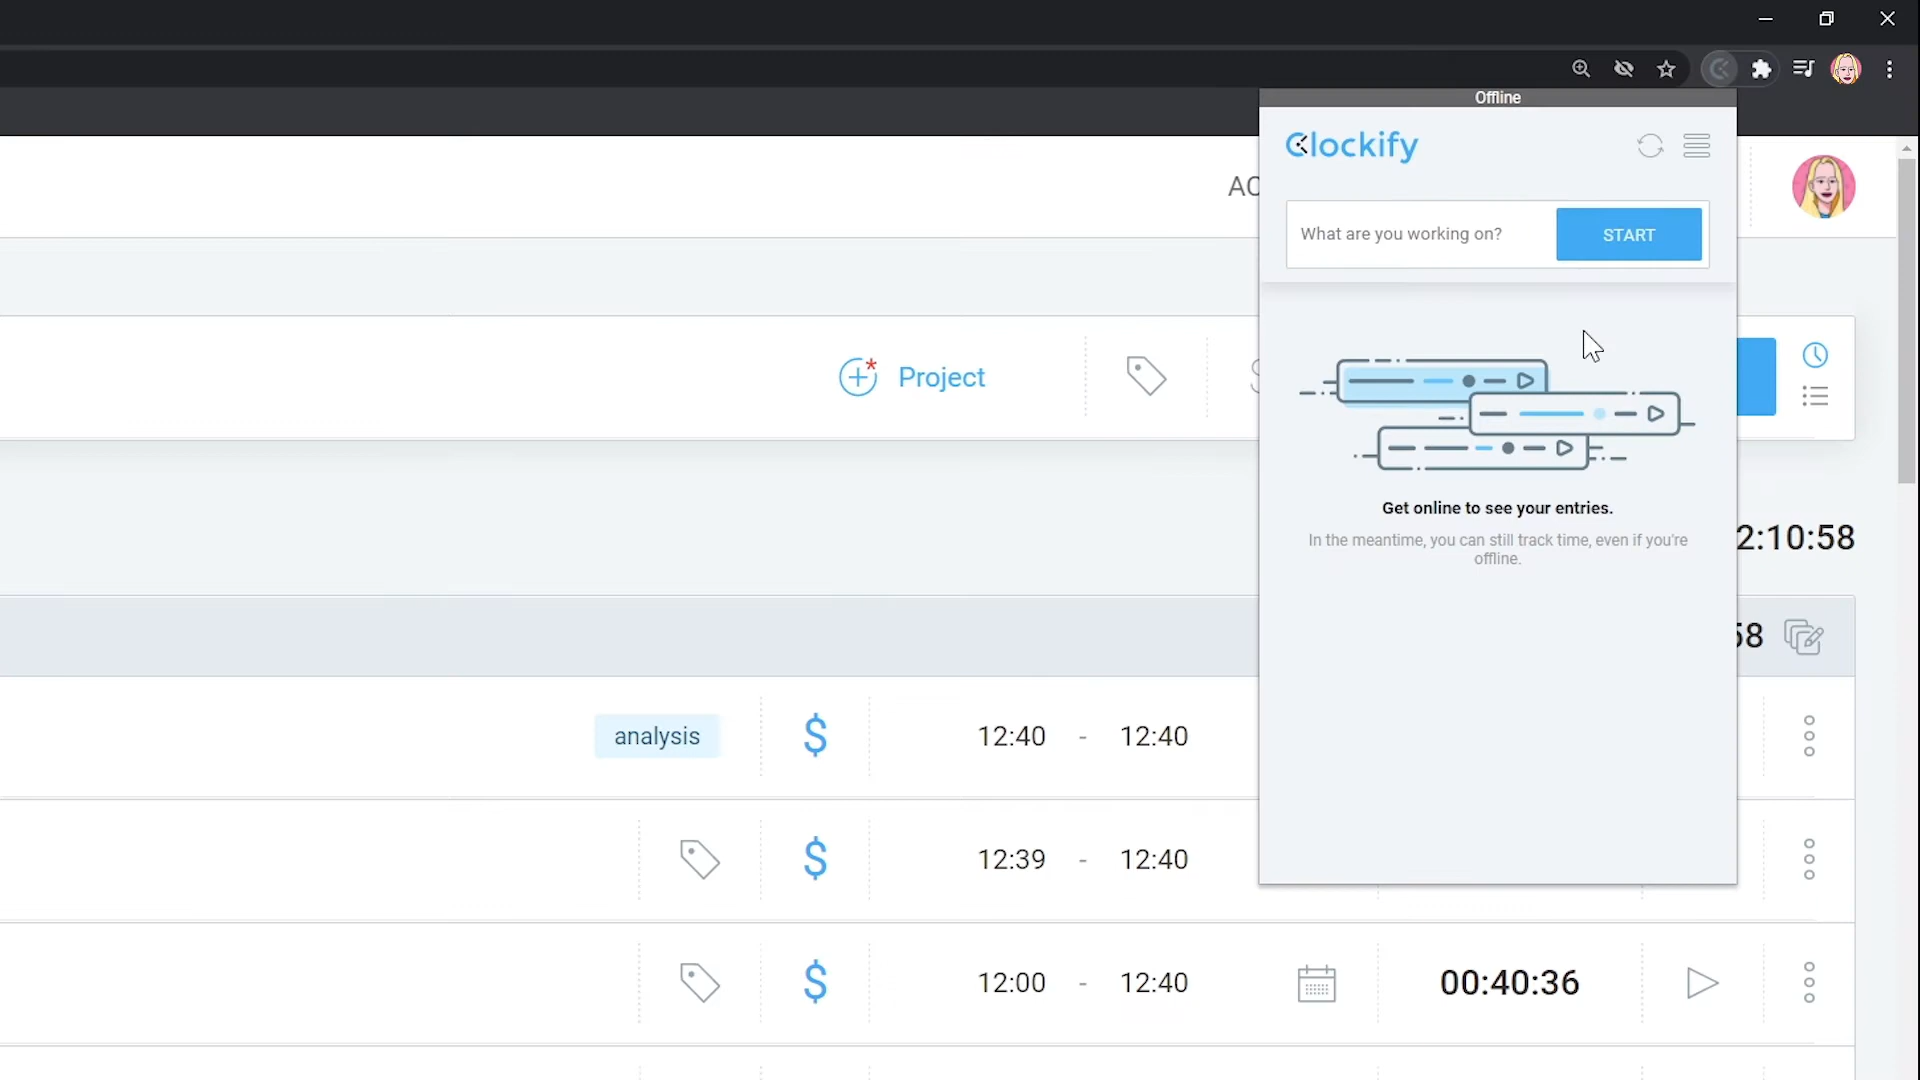 Offline
Clockify
AC
What are you working on?
START
Project
Get online to see your entries.
In the meantime, you can still track time, even if you're
offline.
2:10:58
58
analysis
$
12:40 - 12:40
$
12:39 - 12:40
$
12:00 - 12:40
00:40:36